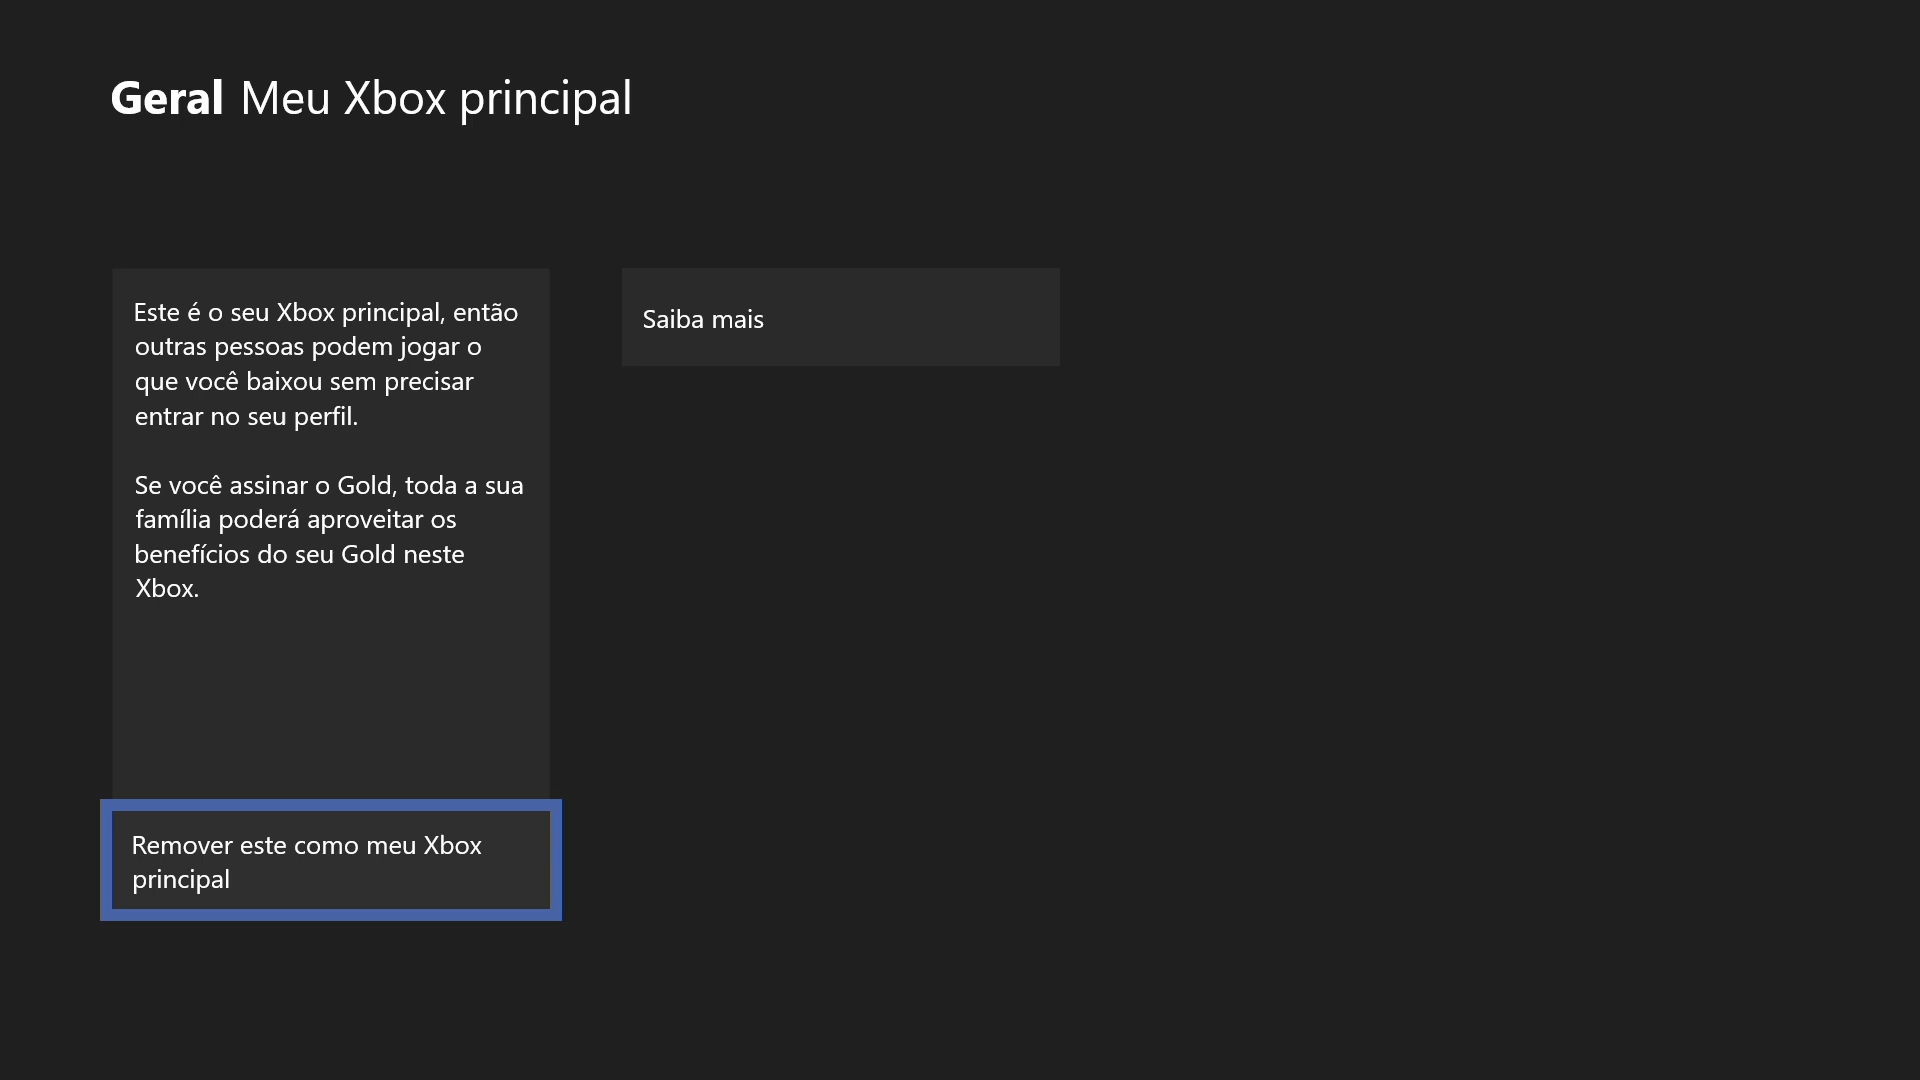 Geral Meu Xbox principal
Este é o seu Xbox principal, então
outras pessoas podem jogar o
que você baixou sem precisar
entrar no seu perfil.
Se você assinar o Gold, toda a sua
família poderá aproveitar os
benefícios do seu Gold neste
Xbox.
Remover este como meu Xbox
principal
Saiba mais